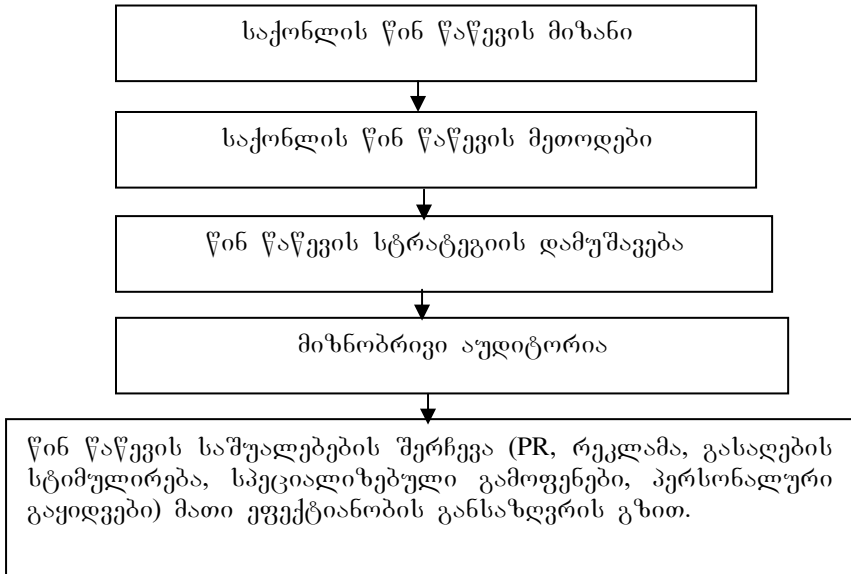 საქონლის წინ წაწევის მიზანი
საქონლის წინ წაწევის მეთოდები
წინ წაწევის სტრატეგიის დამუშავება
მიზნობრივი აუდიტორია
წინ წაწევის საშუალებების შერჩევა (PR, რეკლამა, გასაღების
სტიმულირება, სპეციალიზებული გამოფენები, პერსონალური
გაყიდვები) მათი ეფექტიანობის განსაზღვრის გზით.